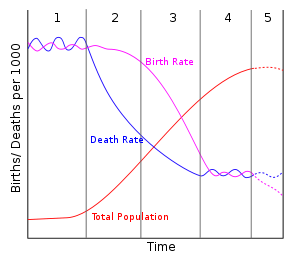 1 2 3 4 5
Birth Rate
Death Rate
Total Population
Births/ Deaths per 1000
Time